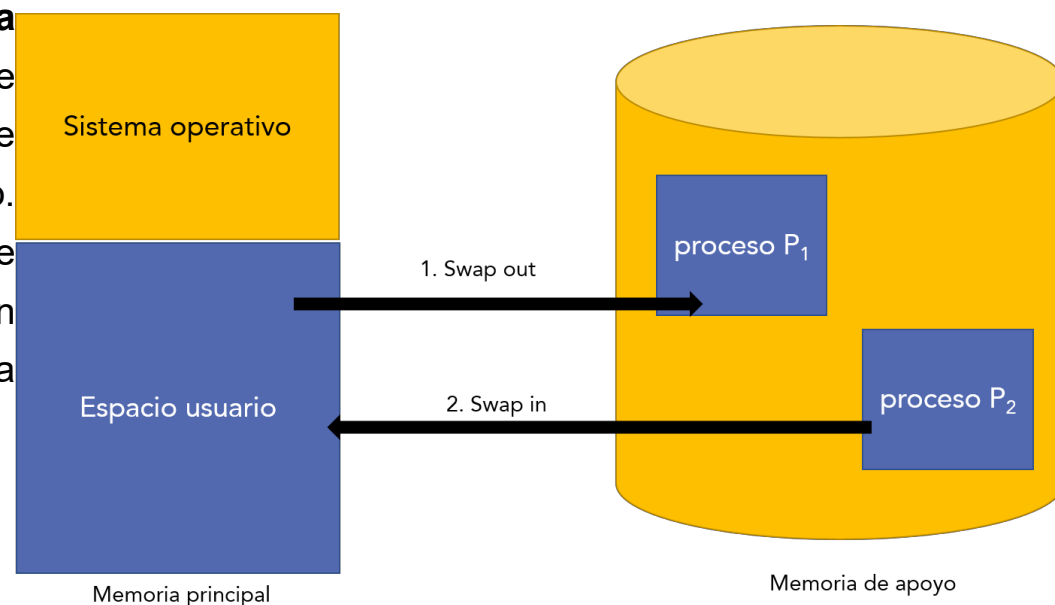 a
e
Sistema operativo
e
o.
e
proceso P₁
1. Swap out
n
a
Espacio usuario
2. Swap in
proceso P₂
Memoria principal
Memoria de apoyo